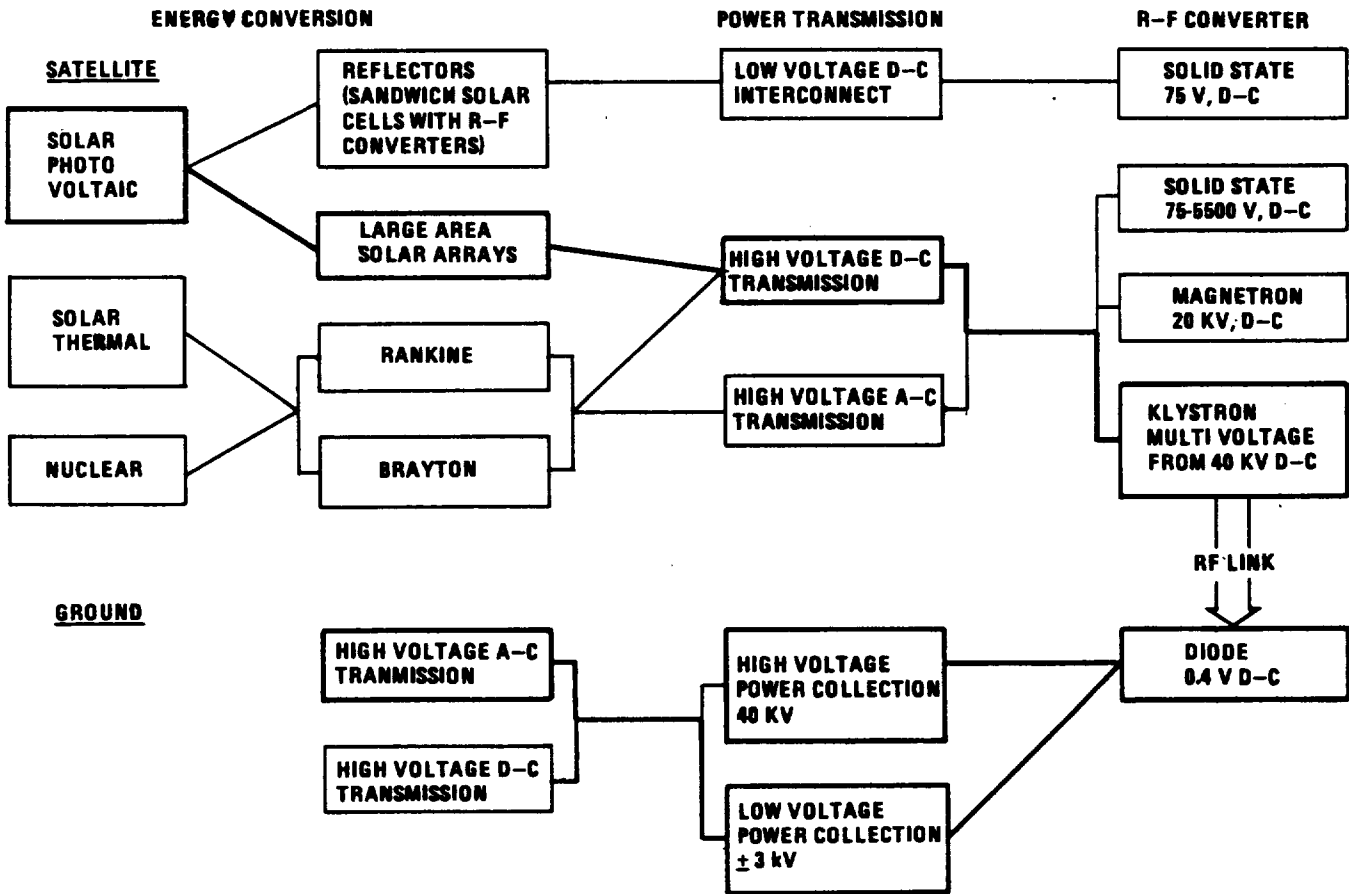 ENERGY CONVERSION
POWER TRANSMISSION
R-F CONVERTER
SATELLITE
SOLAR
PHOTO
VOLTAIC
REFLECTORS
(SANDWICH SOLAR
CELLS WITH R-F
CONVERTERS)
LOW VOLTAGE D-C
INTERCONNECT
SOLID STATE
75 V, D-C
LARGE AREA
SOLAR ARRAYS
HIGH VOLTAGE D-C
TRANSMISSION
SOLID STATE
75-5500 V, D-C
SOLAR
THERMAL
RANKINE
MAGNETRON
20 KV, D-C
NUCLEAR
BRAYTON
HIGH VOLTAGE A-C
TRANSMISSION
KLYSTRON
MULTI VOLTAGE
FROM 40 KV D-C
RF LINK
GROUND
HIGH VOLTAGE A-C
TRANMISSION
HIGH VOLTAGE
POWER COLLECTION
40 KV
DIODE
0.4 V D-C
HIGH VOLTAGE D-C
TRANSMISSION
LOW VOLTAGE
POWER COLLECTION
± 3 kV